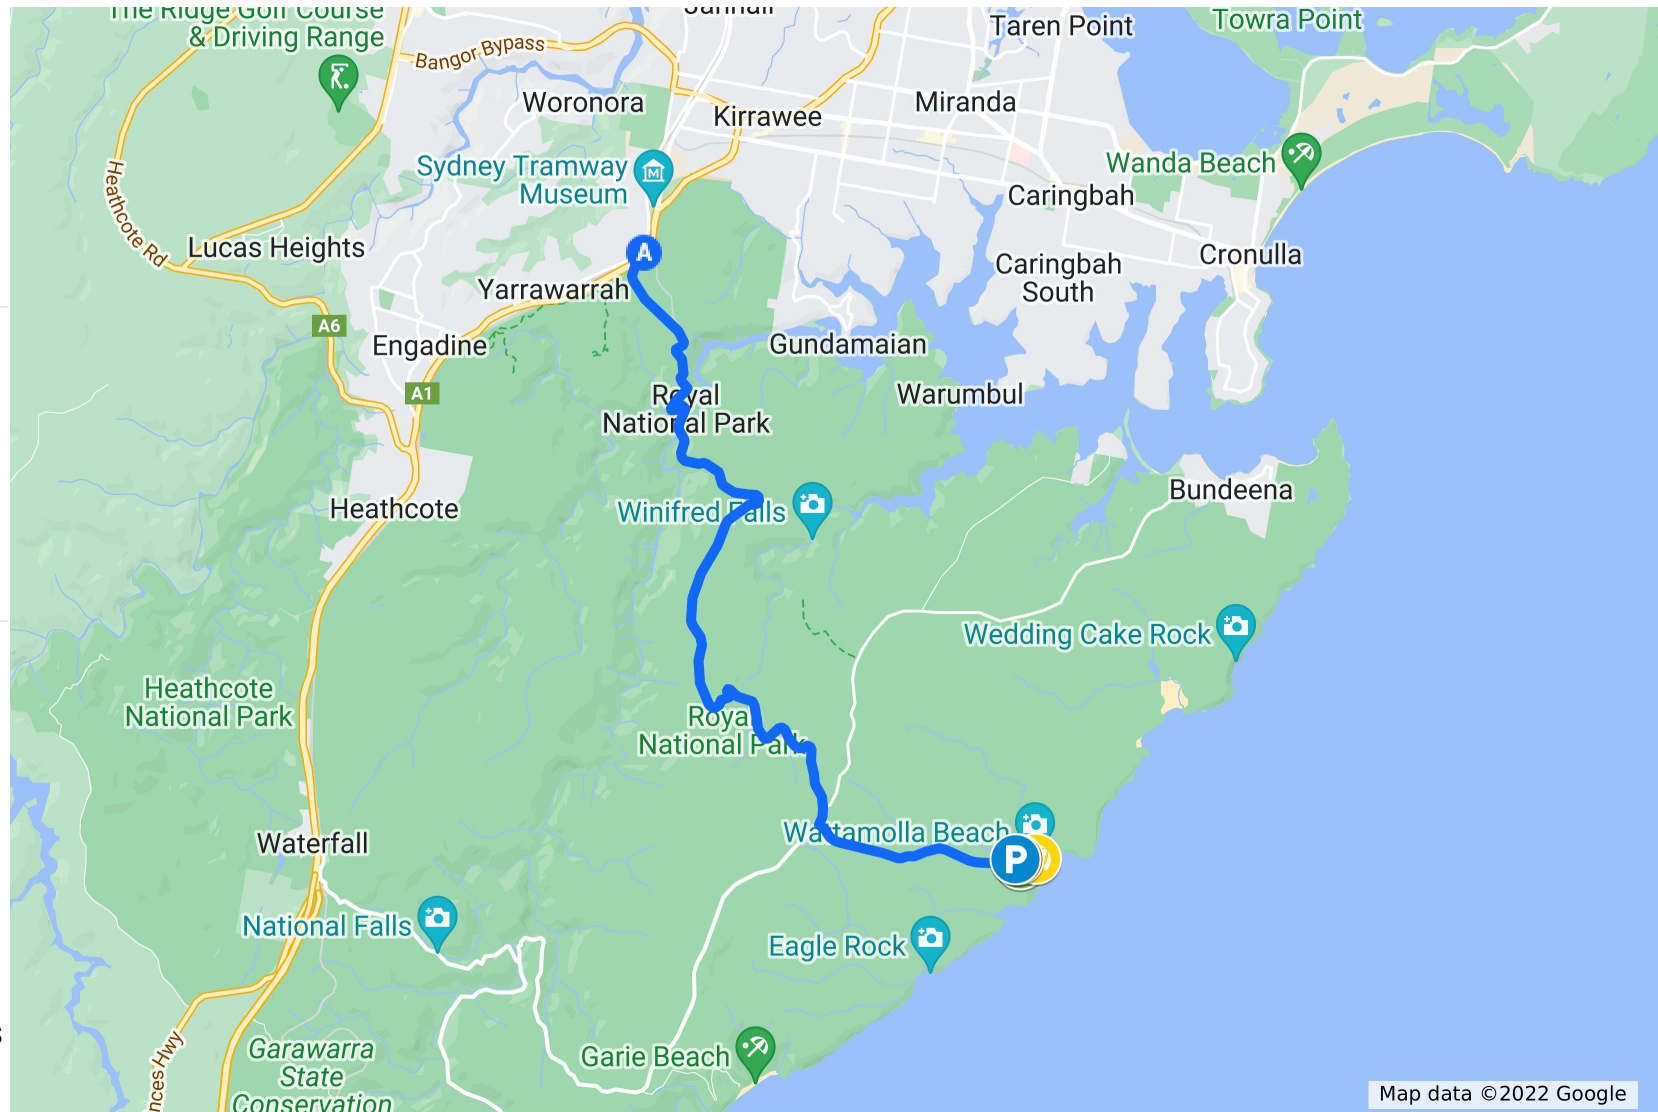 Jannali
The Ridge Golf Course
& Driving Range
Towra Point
Taren Point
Bangor Bypass
Woronora
Miranda
Kirrawee
Sydney Tramway
Museum
Wanda Beach
Caringbah
Heathcote Rd
Lucas Heights
A
Cronulla
Caringbah
South
Yarrawarrah
A6
Engadine
Gundamaian
A1
Royal
National Park
Warumbul
Heathcote
Winifred Falls
Bundeena
Wedding Cake Rock
Heathcote
National Park
Royal
National Park
Waterfall
Wattamolla Beach
P
National Falls
Eagle Rock
Garie Beach
Garawarra
State
Conservation
Map data ©2022 Google